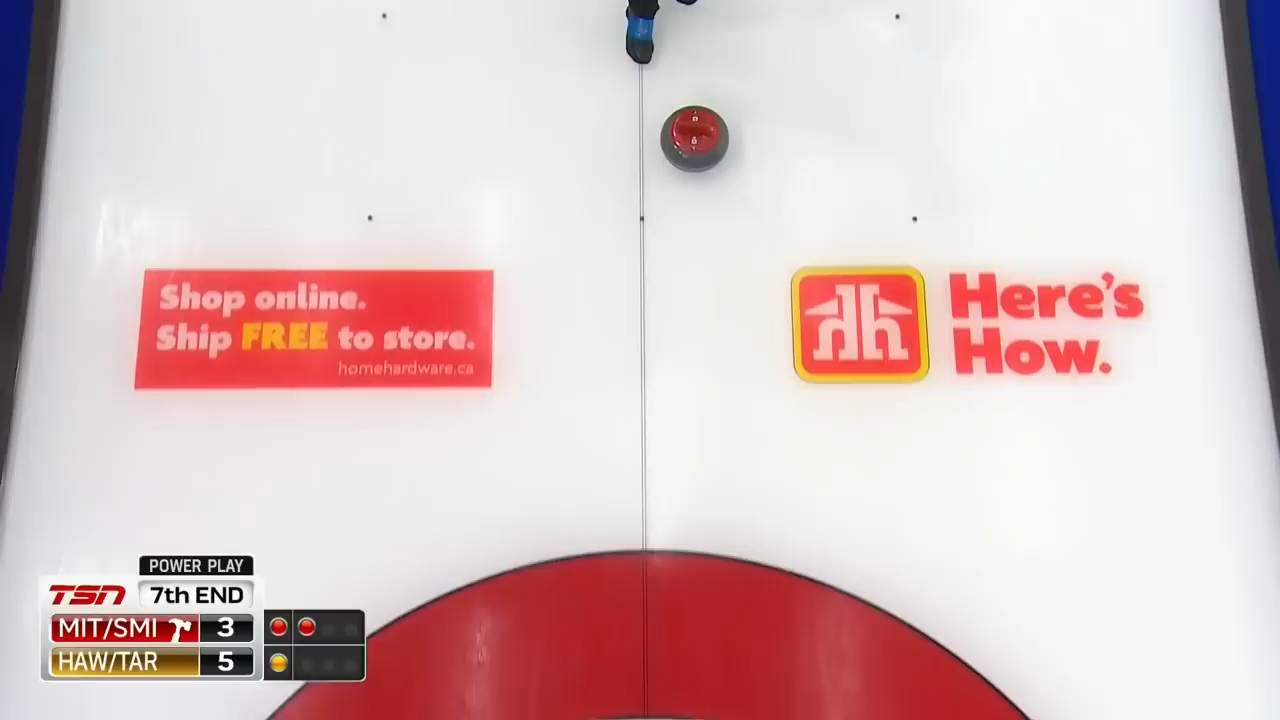 Shop online.
Ship FREE to store.
homehardware.ca
Here's
How.
POWER PLAY
TSN 7th END
MIT/SMI 3
HAW/TAR 5